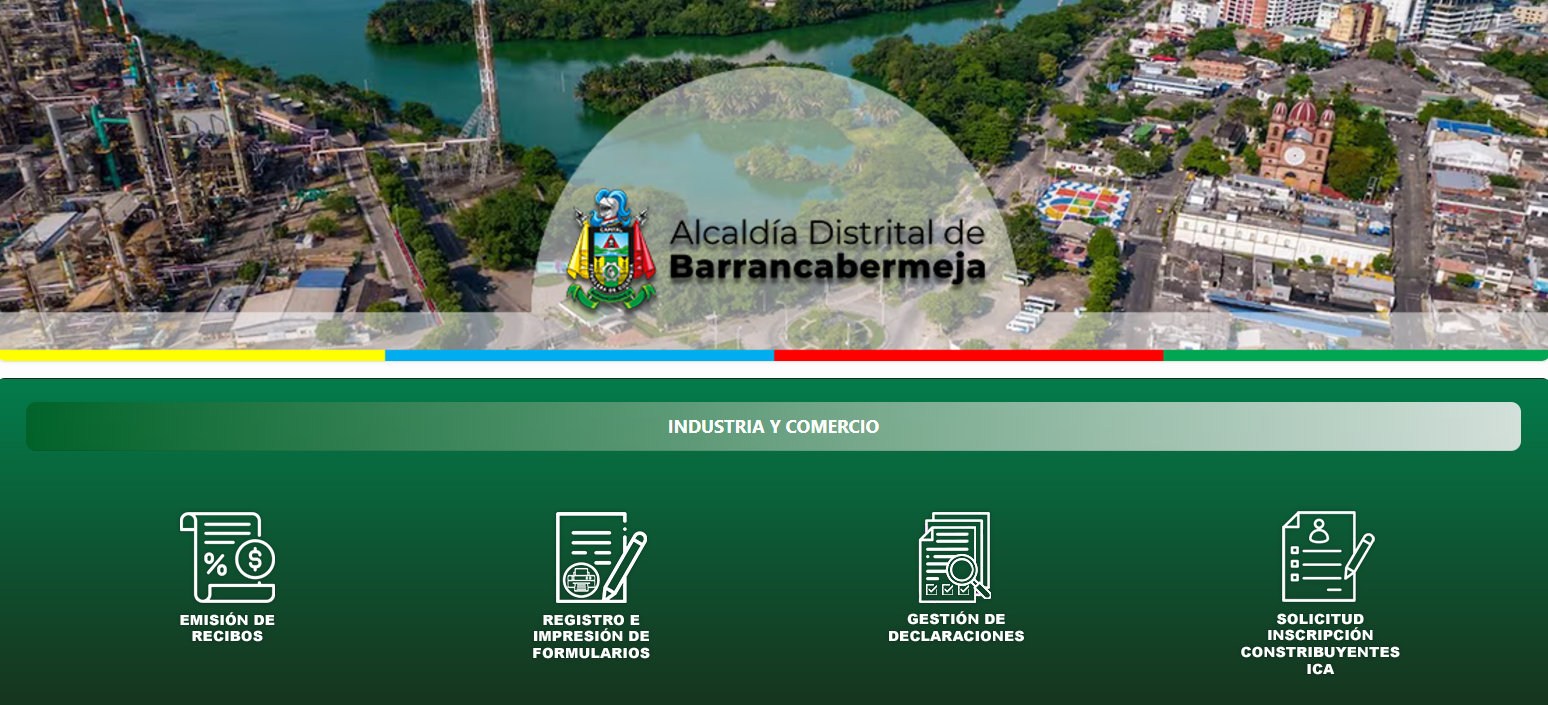 CAPITAL
Alcaldía Distrital de
Barrancabermeja
INDUSTRIA Y COMERCIO
EMISIÓN DE
RECIBOS
REGISTRO E
IMPRESIÓN DE
FORMULARIOS
GESTIÓN DE
DECLARACIONES
SOLICITUD
INSCRIPCIÓN
CONSTRIBUYENTES
ICA